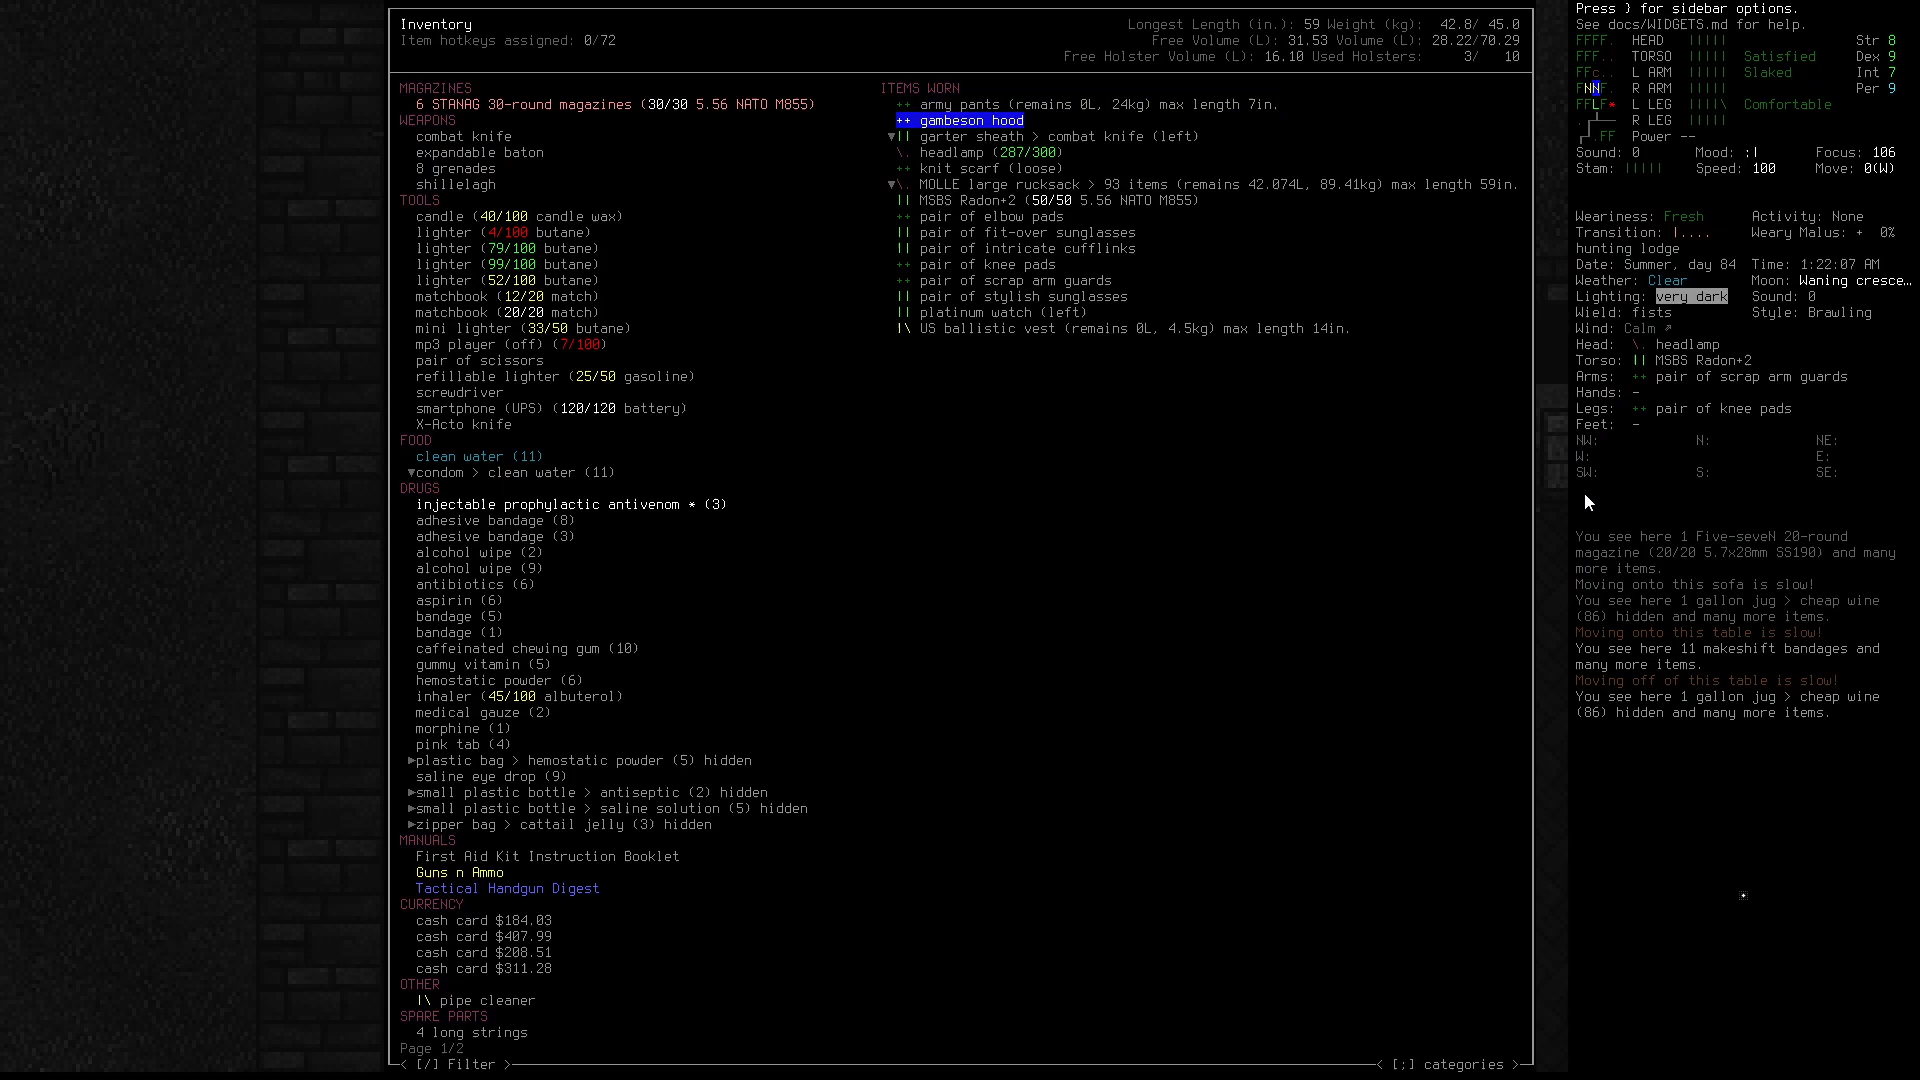 Inventory
Item hotkeys assigned: 0/72
Longest Length (in.): 59 Weight (kg): 42.8/ 45.0
Free Volume (L): 31.53 Volume (L): 28.22/70.29
Free Holster Volume (L): 16.10 Used Holsters: 3/ 10
MAGAZINES
6 STANAG 30-round magazines (30/30 5.56 NATO M855)
WEAPONS
combat knife
expandable baton
8 grenades
shillelagh
TOOLS
candle (40/100 candle wax)
lighter (4/100 butane)
lighter (79/100 butane)
lighter (99/100 butane)
lighter (52/100 butane)
matchbook (12/20 match)
matchbook (20/20 match)
mini lighter (33/50 butane)
mp3 player (off) (7/100)
pair of scissors
refillable lighter (25/50 gasoline)
screwdriver
smartphone (UPS) (120/120 battery)
X-Acto knife
FOOD
clean water (11)
▼condom > clean water (11)
DRUGS
injectable prophylactic antivenom * (3)
adhesive bandage (8)
adhesive bandage (3)
alcohol wipe (2)
alcohol wipe (9)
antibiotics (6)
aspirin (6)
bandage (5)
bandage (1)
caffeinated chewing gum (10)
gummy vitamin (5)
hemostatic powder (6)
inhaler (45/100 albuterol)
medical gauze (2)
morphine (1)
pink tab (4)
▶plastic bag > hemostatic powder (5) hidden
saline eye drop (9)
▶small plastic bottle > antiseptic (2) hidden
▶small plastic bottle > saline solution (5) hidden
▶zipper bag > cattail jelly (3) hidden
MANUALS
First Aid Kit Instruction Booklet
Guns n Ammo
Tactical Handgun Digest
CURRENCY
cash card $184.03
cash card $407.99
cash card $208.51
cash card $311.28
OTHER
|\ pipe cleaner
SPARE PARTS
4 long strings
Page 1/2
< [/] Filter >
< [;] categories >
ITEMS WORN
++ army pants (remains 0L, 24kg) max length 7in.
++ gambeson hood
▼|| garter sheath > combat knife (left)
\. headlamp (287/300)
++ knit scarf (loose)
▼\. MOLLE large rucksack > 93 items (remains 42.074L, 89.41kg) max length 59in.
|| MSBS Radon+2 (50/50 5.56 NATO M855)
++ pair of elbow pads
|| pair of fit-over sunglasses
|| pair of intricate cufflinks
++ pair of knee pads
++ pair of scrap arm guards
|| pair of stylish sunglasses
|| platinum watch (left)
|\ US ballistic vest (remains 0L, 4.5kg) max length 14in.
Press } for sidebar options.
See docs/WIDGETS.md for help.
FFFF. HEAD ||||| Str 8
FFF.. TORSO ||||| Satisfied Dex 9
FFc.. L ARM ||||| Slaked Int 7
FNNF. R ARM ||||| Per 9
FFLF* L LEG ||||\ Comfortable
R LEG |||||
.FF Power --
Sound: 0 Mood: :| Focus: 106
Stam: ||||| Speed: 100 Move: 0(W)
Weariness: Fresh Activity: None
Transition: |.... Weary Malus: + 0%
hunting lodge
Date: Summer, day 84 Time: 1:22:07 AM
Weather: Clear Moon: Waning cresce…
Lighting: very dark Sound: 0
Wield: fists Style: Brawling
Wind: Calm ⇗
Head: \. headlamp
Torso: || MSBS Radon+2
Arms: ++ pair of scrap arm guards
Hands: -
Legs: ++ pair of knee pads
Feet: -
NW: N: NE:
W: E:
SW: S: SE:
You see here 1 Five-seveN 20-round
magazine (20/20 5.7x28mm SS190) and many
more items.
Moving onto this sofa is slow!
You see here 1 gallon jug > cheap wine
(86) hidden and many more items.
Moving onto this table is slow!
You see here 11 makeshift bandages and
many more items.
Moving off of this table is slow!
You see here 1 gallon jug > cheap wine
(86) hidden and many more items.